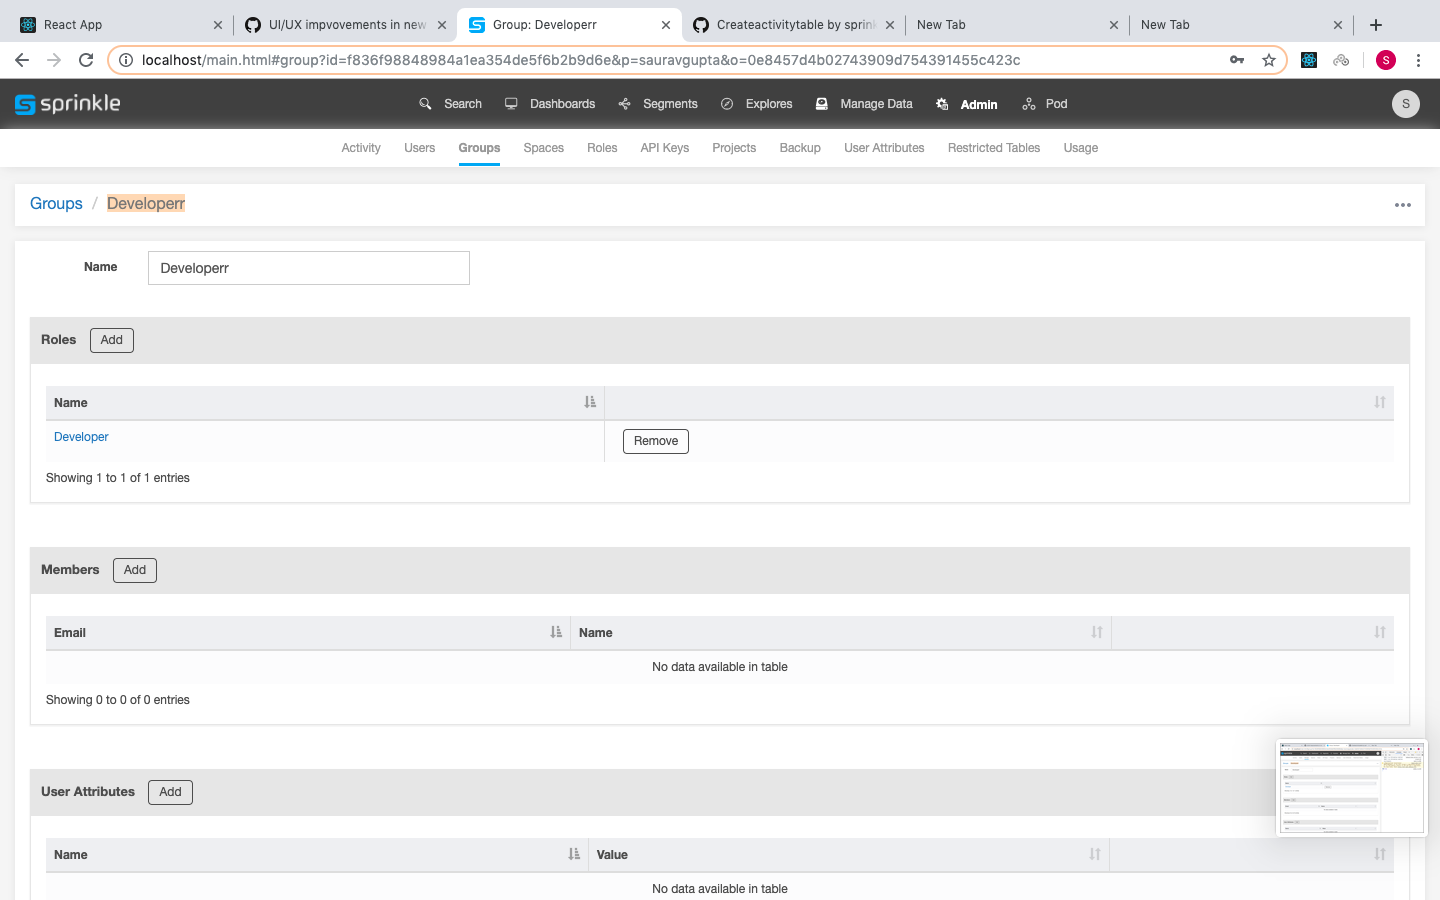 React App
UI/UX impvovements in new
Group: Developerr
Createactivitytable by sprink
New Tab
New Tab
localhost/main.html#group?id=f836f98848984a1ea354de5f6b2b9d6e&p=sauravgupta&o=0e8457d4b02743909d754391455c423c
S
sprinkle
Search
Dashboards
Segments
Explores
Manage Data
Admin
Pod
S
Activity
Users
Groups
Spaces
Roles
API Keys
Projects
Backup
User Attributes
Restricted Tables
Usage
Groups / Developerr
Name
Developerr
Roles
Add
Name
Developer
Remove
Showing 1 to 1 of 1 entries
Members
Add
Email
Name
No data available in table
Showing 0 to 0 of 0 entries
User Attributes
Add
Name
Value
No data available in table